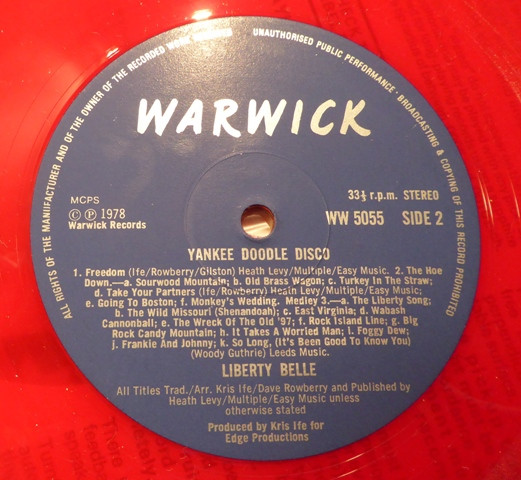 ALL RIGHTS OF THE MANUFACTURER AND OF THE OWNER OF THE RECORDED WORK RESERVED UNAUTHORISED PUBLIC PERFORMANCE · BROADCASTING & COPYING OF THIS RECORD PROHIBITED
WARWICK
MCPS
© ℗ 1978
Warwick Records
33⅓ r.p.m. STEREO
WW 5055 SIDE 2
YANKEE DOODLE DISCO
1. Freedom (Ife/Rowberry/Gilston) Heath Levy/Multiple/Easy Music. 2. The Hoe
Down.—a. Sourwood Mountain; b. Old Brass Wagon; c. Turkey In The Straw;
d. Take Your Partners (Ife/Rowberry) Heath Levy/Multiple/Easy Music;
e. Going To Boston; f. Monkey's Wedding. Medley 3.—a. The Liberty Song;
b. The Wild Missouri (Shenandoah); c. East Virginia; d. Wabash
Cannonball; e. The Wreck Of The Old '97; f. Rock Island Line; g. Big
Rock Candy Mountain; h. It Takes A Worried Man; i. Foggy Dew;
j. Frankie And Johnny; k. So Long, (It's Been Good To Know You)
(Woody Guthrie) Leeds Music.
LIBERTY BELLE
All Titles Trad./Arr. Kris Ife/Dave Rowberry and Published by
Heath Levy/Multiple/Easy Music unless
otherwise stated
Produced by Kris Ife for
Edge Productions